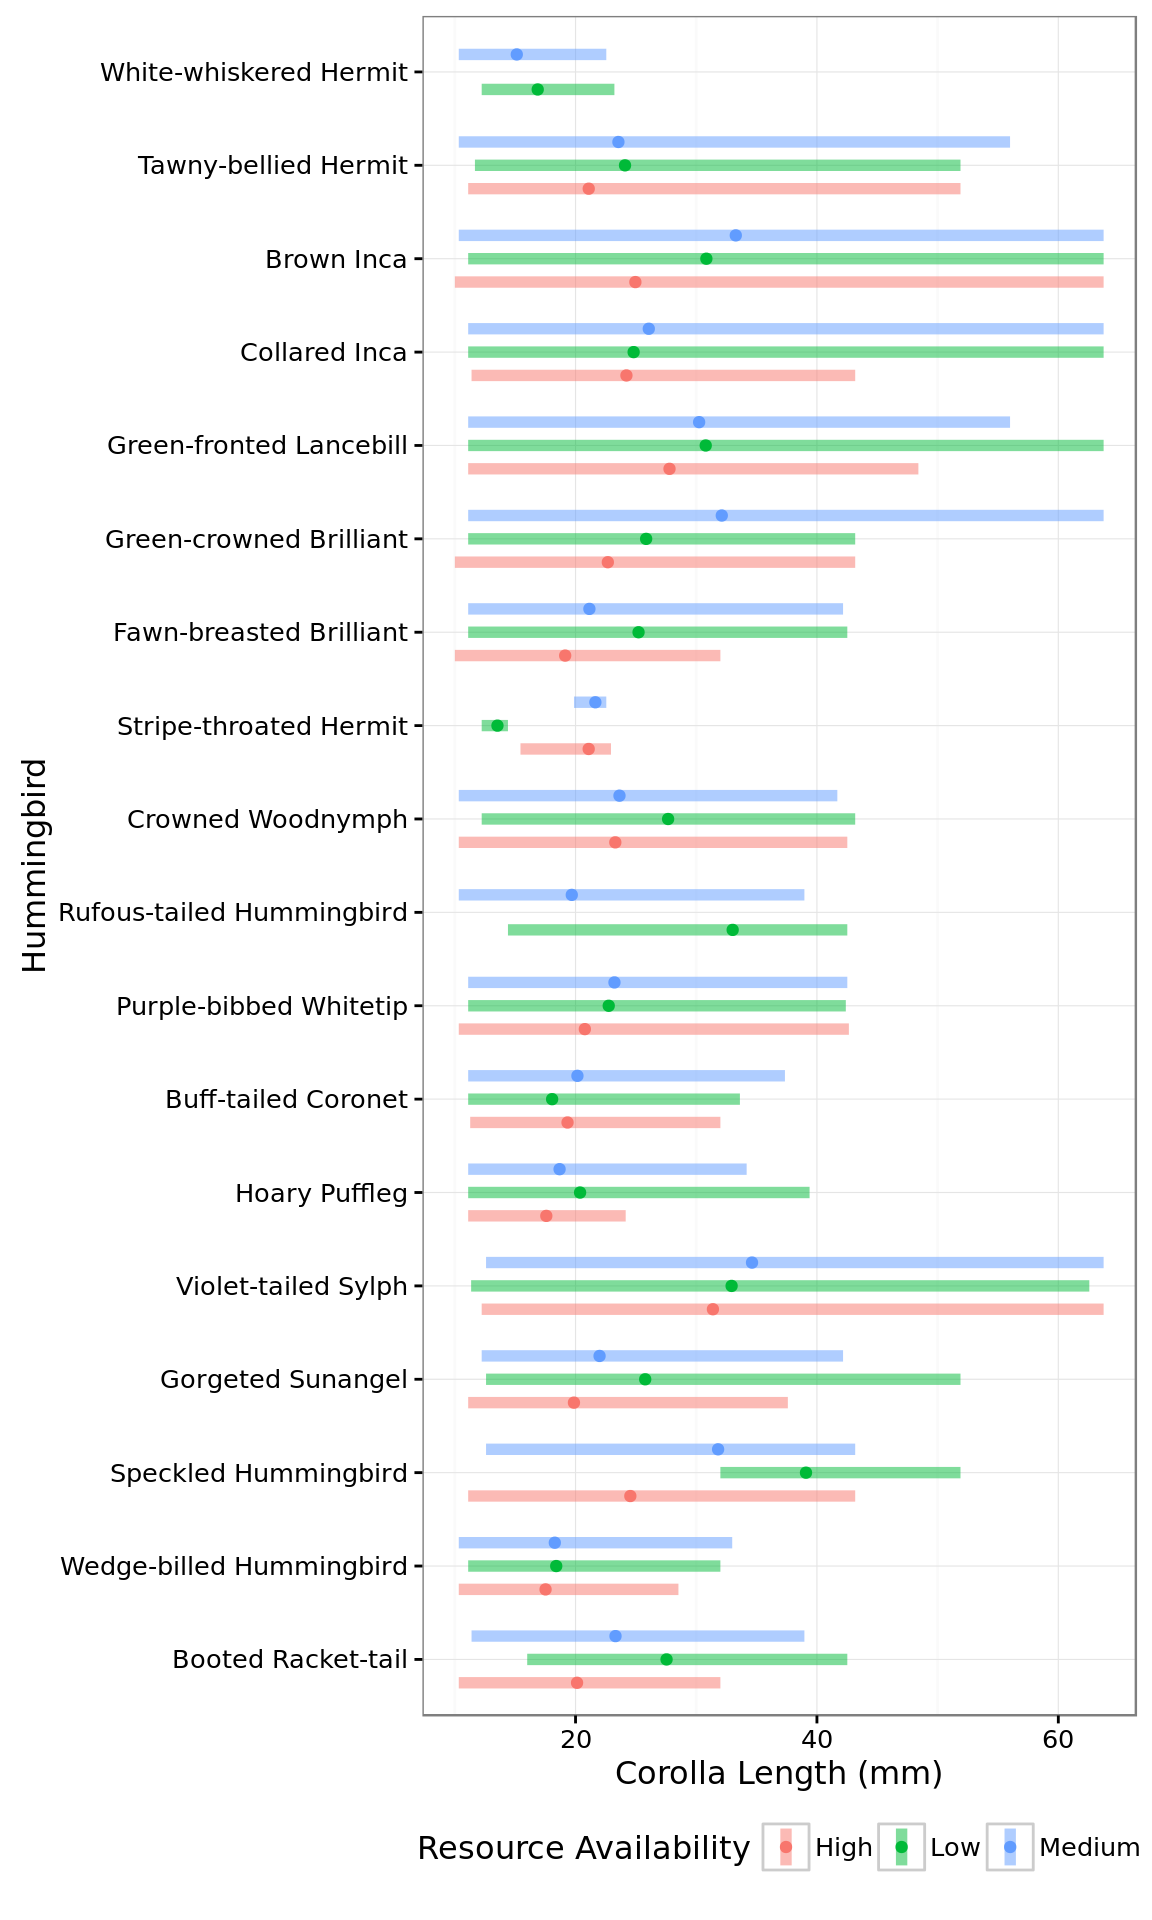 White-whiskered Hermit
Tawny-bellied Hermit
Brown Inca
Collared Inca
Green-fronted Lancebill
Green-crowned Brilliant
Fawn-breasted Brilliant
Stripe-throated Hermit
Crowned Woodnymph
Rufous-tailed Hummingbird
Purple-bibbed Whitetip
Buff-tailed Coronet
Hoary Puffleg
Violet-tailed Sylph
Gorgeted Sunangel
Speckled Hummingbird
Wedge-billed Hummingbird
Booted Racket-tail
Hummingbird
20 40 60
Corolla Length (mm)
Resource Availability High Low Medium